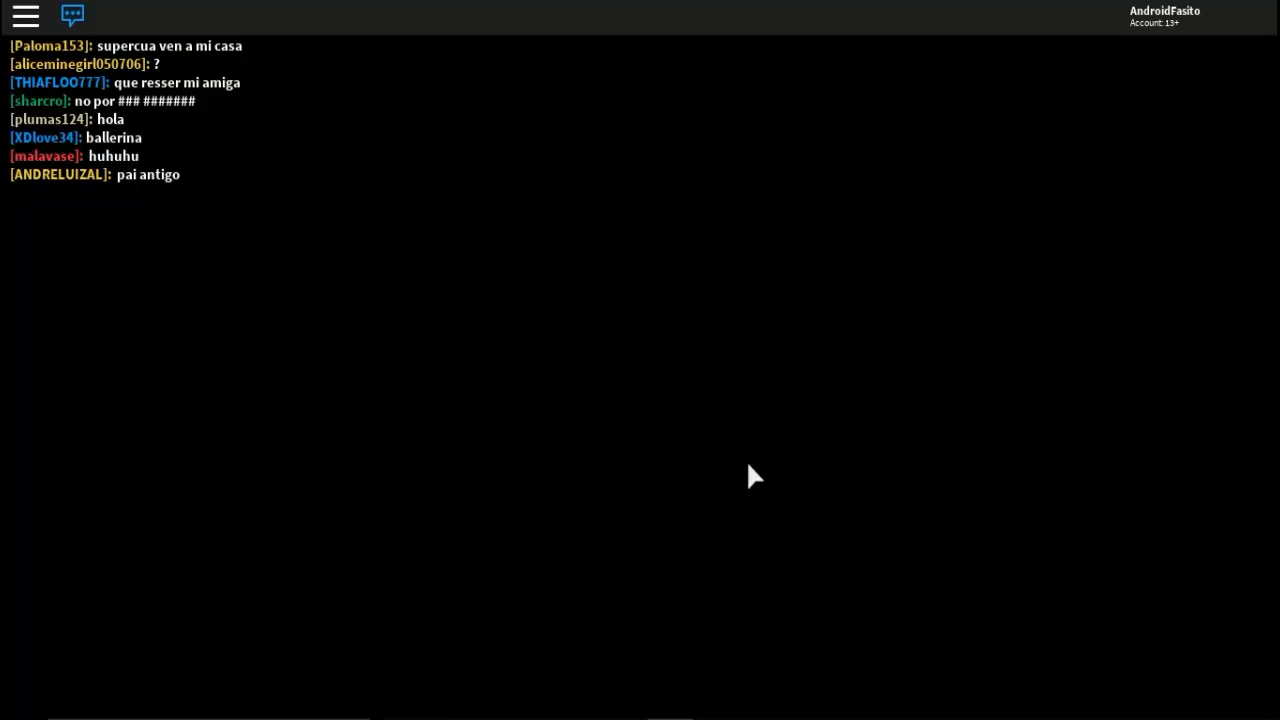 AndroidFasito
Account: 13+
[Paloma153]: supercua ven a mi casa
[aliceminegirl050706]: ?
[THIAFLOO777]: que resser mi amiga
[sharcro]: no por ### #######
[plumas124]: hola
[XDlove34]: ballerina
[malavase]: huhuhu
[ANDRELUIZAL]: pai antigo